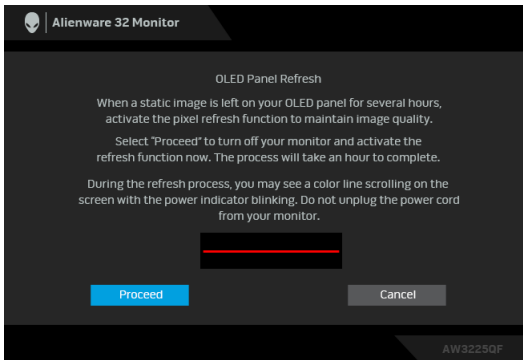 Alienware 32 Monitor
OLED Panel Refresh
When a static image is left on your OLED panel for several hours,
activate the pixel refresh function to maintain image quality.
Select “Proceed” to turn off your monitor and activate the
refresh function now. The process will take an hour to complete.
During the refresh process, you may see a color line scrolling on the
screen with the power indicator blinking. Do not unplug the power cord
from your monitor.
Proceed
Cancel
AW3225QF